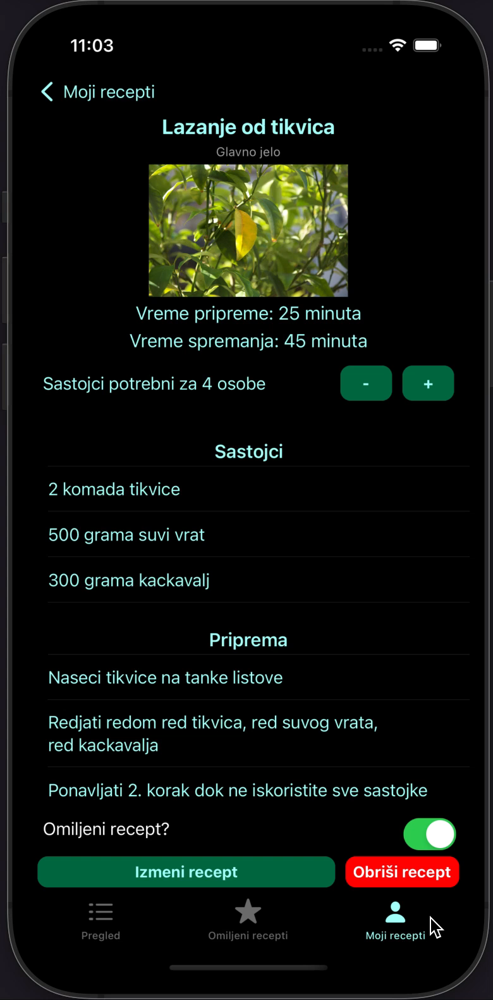 11:03
Moji recepti
Lazanje od tikvica
Glavno jelo
Vreme pripreme: 25 minuta
Vreme spremanja: 45 minuta
Sastojci potrebni za 4 osobe
- +
Sastojci
2 komada tikvice
500 grama suvi vrat
300 grama kackavalj
Priprema
Naseci tikvice na tanke listove
Redjati redom red tikvica, red suvog vrata,
red kackavalja
Ponavljati 2. korak dok ne iskoristite sve sastojke
Omiljeni recept?
Izmeni recept Obriši recept
Pregled Omiljeni recepti Moji recepti